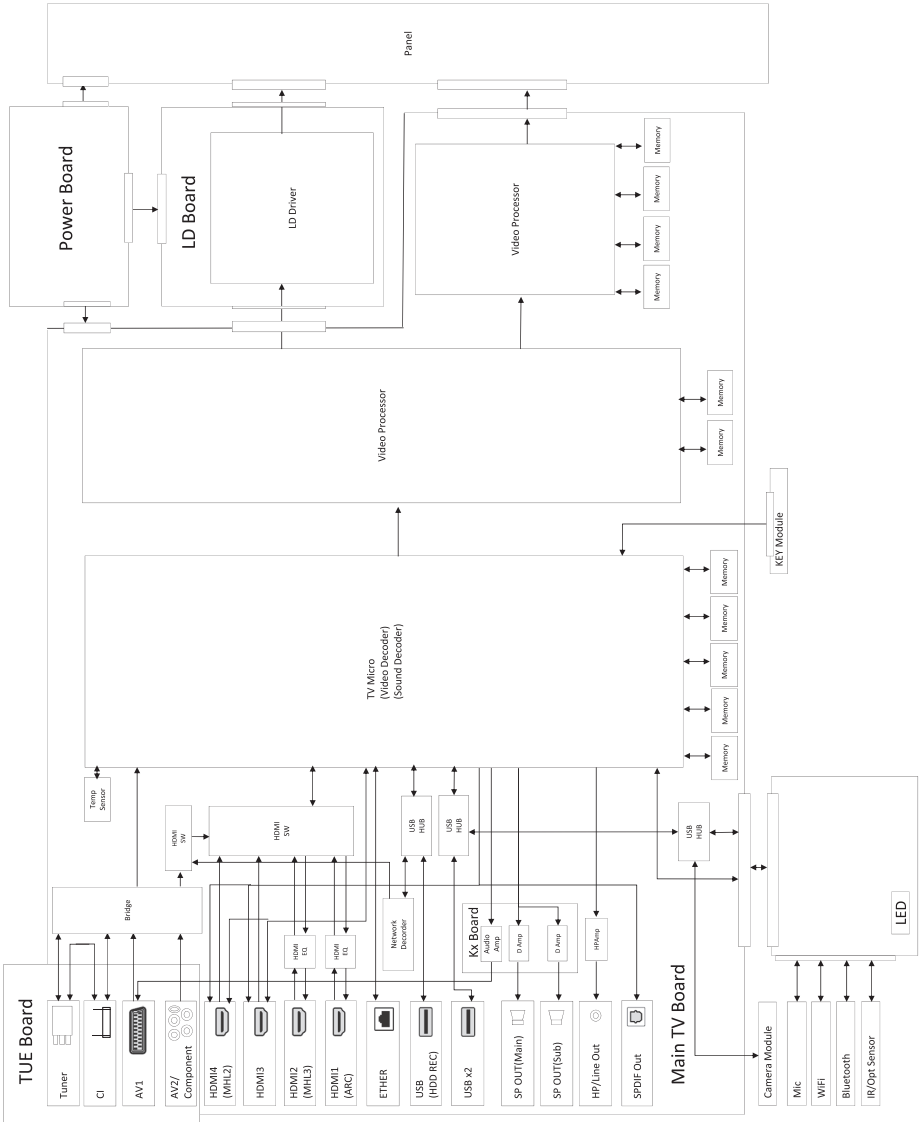 TUE Board
Tuner
CI
AV1
AV2/
Component
Bridge
HDMI
SW
HDMI
SW
Temp
Sensor
HDMI4
(MHL2)
HDMI3
HDMI2
(MHL3)
HDMI
EQ
HDMI1
(ARC)
HDMI
EQ
ETHER
Network
Decorder
USB
(HDD REC)
USB
HUB
USB x2
USB
HUB
Kx Board
Audio
Amp
D Amp
D Amp
SP OUT(Main)
SP OUT(Sub)
HP/Line Out
HPAmp
SPDIF Out
Main TV Board
USB
HUB
TV Micro
(Video Decoder)
(Sound Decoder)
Memory
Memory
Memory
Memory
Memory
Video Processor
Memory
Memory
KEY Module
Power Board
LD Board
LD Driver
Video Processor
Memory
Memory
Memory
Memory
Panel
Camera Module
Mic
WiFi
Bluetooth
IR/Opt Sensor
LED